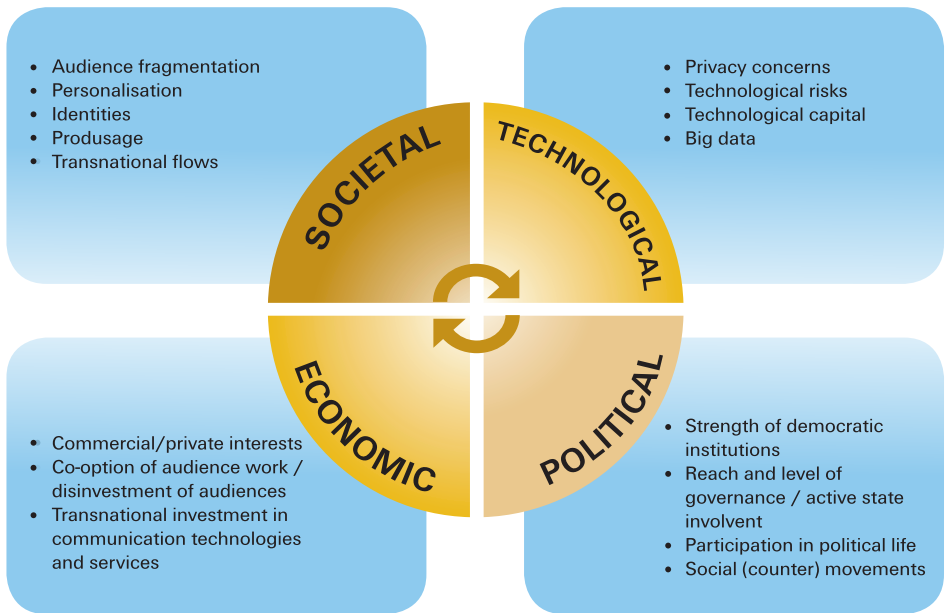 • Audience fragmentation
• Personalisation
• Identities
• Produsage
• Transnational flows
SOCIETAL
• Privacy concerns
• Technological risks
• Technological capital
• Big data
TECHNOLOGICAL
• Commercial/private interests
• Co-option of audience work /
disinvestment of audiences
• Transnational investment in
communication technologies
and services
ECONOMIC
• Strength of democratic
institutions
• Reach and level of
governance / active state
involvent
• Participation in political life
• Social (counter) movements
POLITICAL